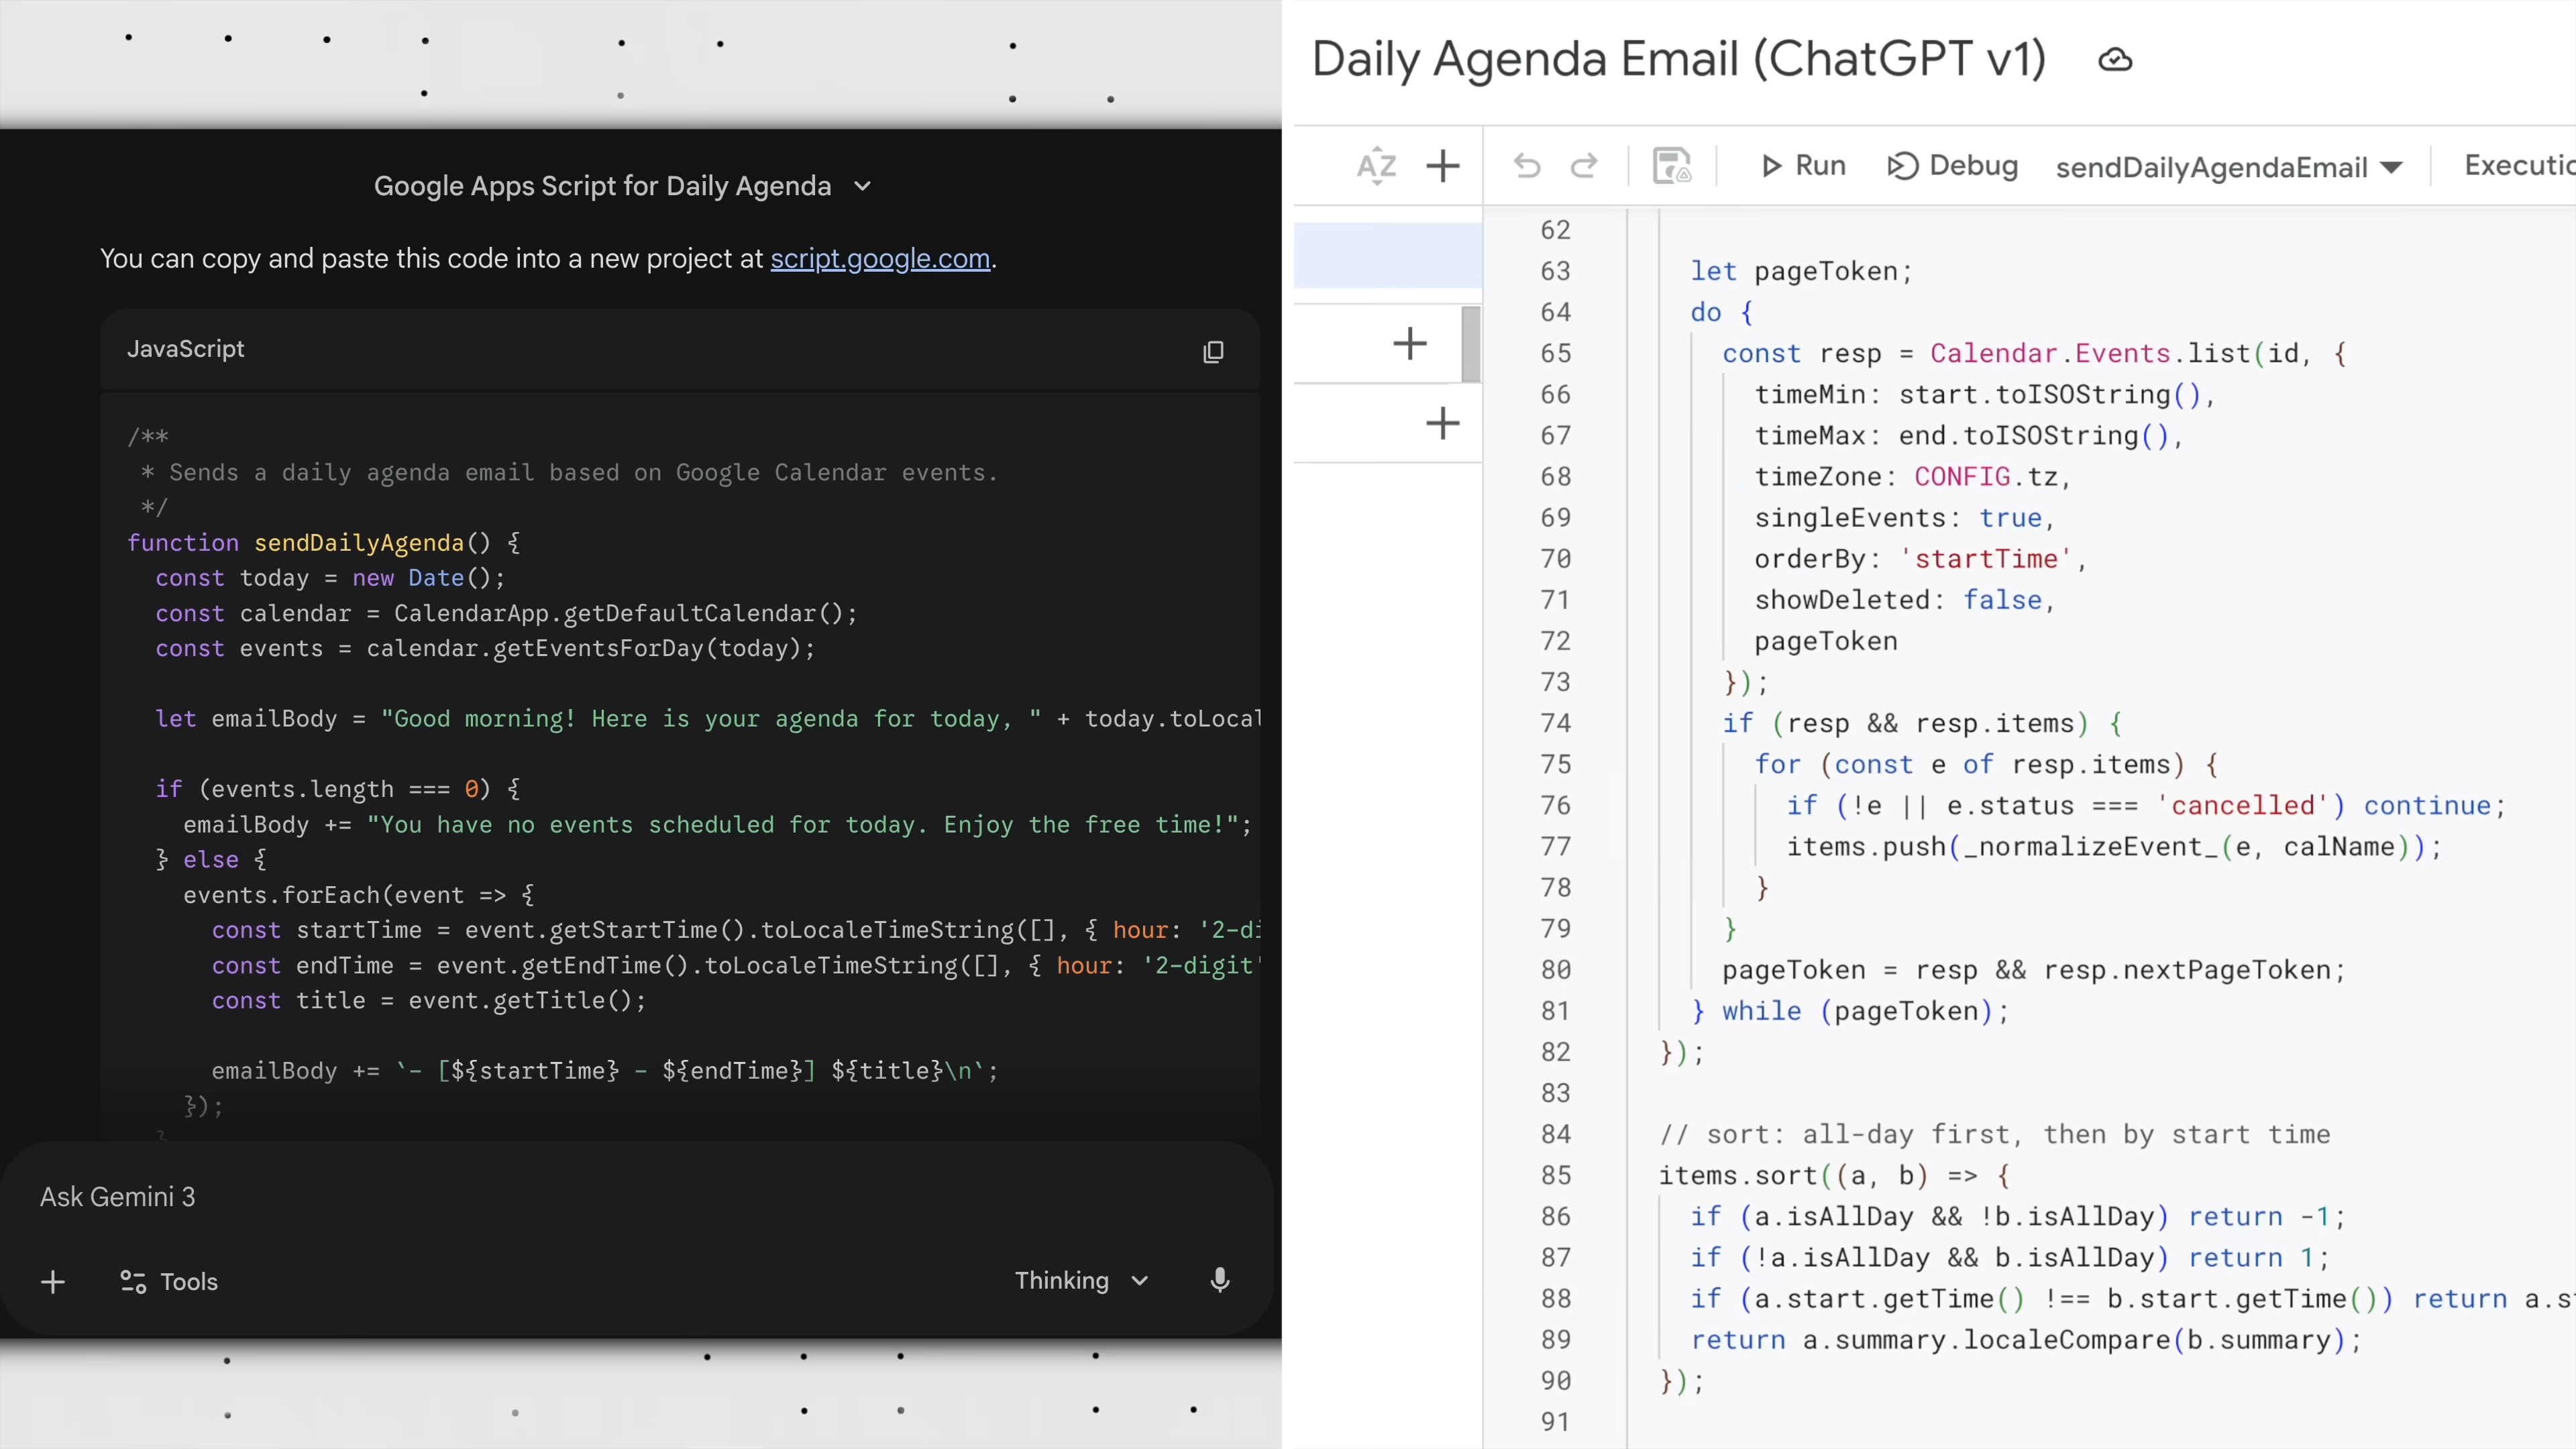 Google Apps Script for Daily Agenda
You can copy and paste this code into a new project at script.google.com.
JavaScript
/**
 * Sends a daily agenda email based on Google Calendar events.
 */
function sendDailyAgenda() {
  const today = new Date();
  const calendar = CalendarApp.getDefaultCalendar();
  const events = calendar.getEventsForDay(today);
  let emailBody = "Good morning! Here is your agenda for today, " + today.toLocal
  if (events.length === 0) {
    emailBody += "You have no events scheduled for today. Enjoy the free time!";
  } else {
    events.forEach(event => {
      const startTime = event.getStartTime().toLocaleTimeString([], { hour: '2-di
      const endTime = event.getEndTime().toLocaleTimeString([], { hour: '2-digit'
      const title = event.getTitle();
      emailBody += `- [${startTime} - ${endTime}] ${title}\n`;
    });
Ask Gemini 3
Tools
Thinking
Daily Agenda Email (ChatGPT v1)
AZ
Run
Debug
sendDailyAgendaEmail
Executio
62
63 let pageToken;
64 do {
65 const resp = Calendar.Events.list(id, {
66 timeMin: start.toISOString(),
67 timeMax: end.toISOString(),
68 timeZone: CONFIG.tz,
69 singleEvents: true,
70 orderBy: 'startTime',
71 showDeleted: false,
72 pageToken
73 });
74 if (resp && resp.items) {
75 for (const e of resp.items) {
76 if (!e || e.status === 'cancelled') continue;
77 items.push(_normalizeEvent_(e, calName));
78 }
79 }
80 pageToken = resp && resp.nextPageToken;
81 } while (pageToken);
82 });
83
84 // sort: all-day first, then by start time
85 items.sort((a, b) => {
86 if (a.isAllDay && !b.isAllDay) return -1;
87 if (!a.isAllDay && b.isAllDay) return 1;
88 if (a.start.getTime() !== b.start.getTime()) return a.s
89 return a.summary.localeCompare(b.summary);
90 });
91